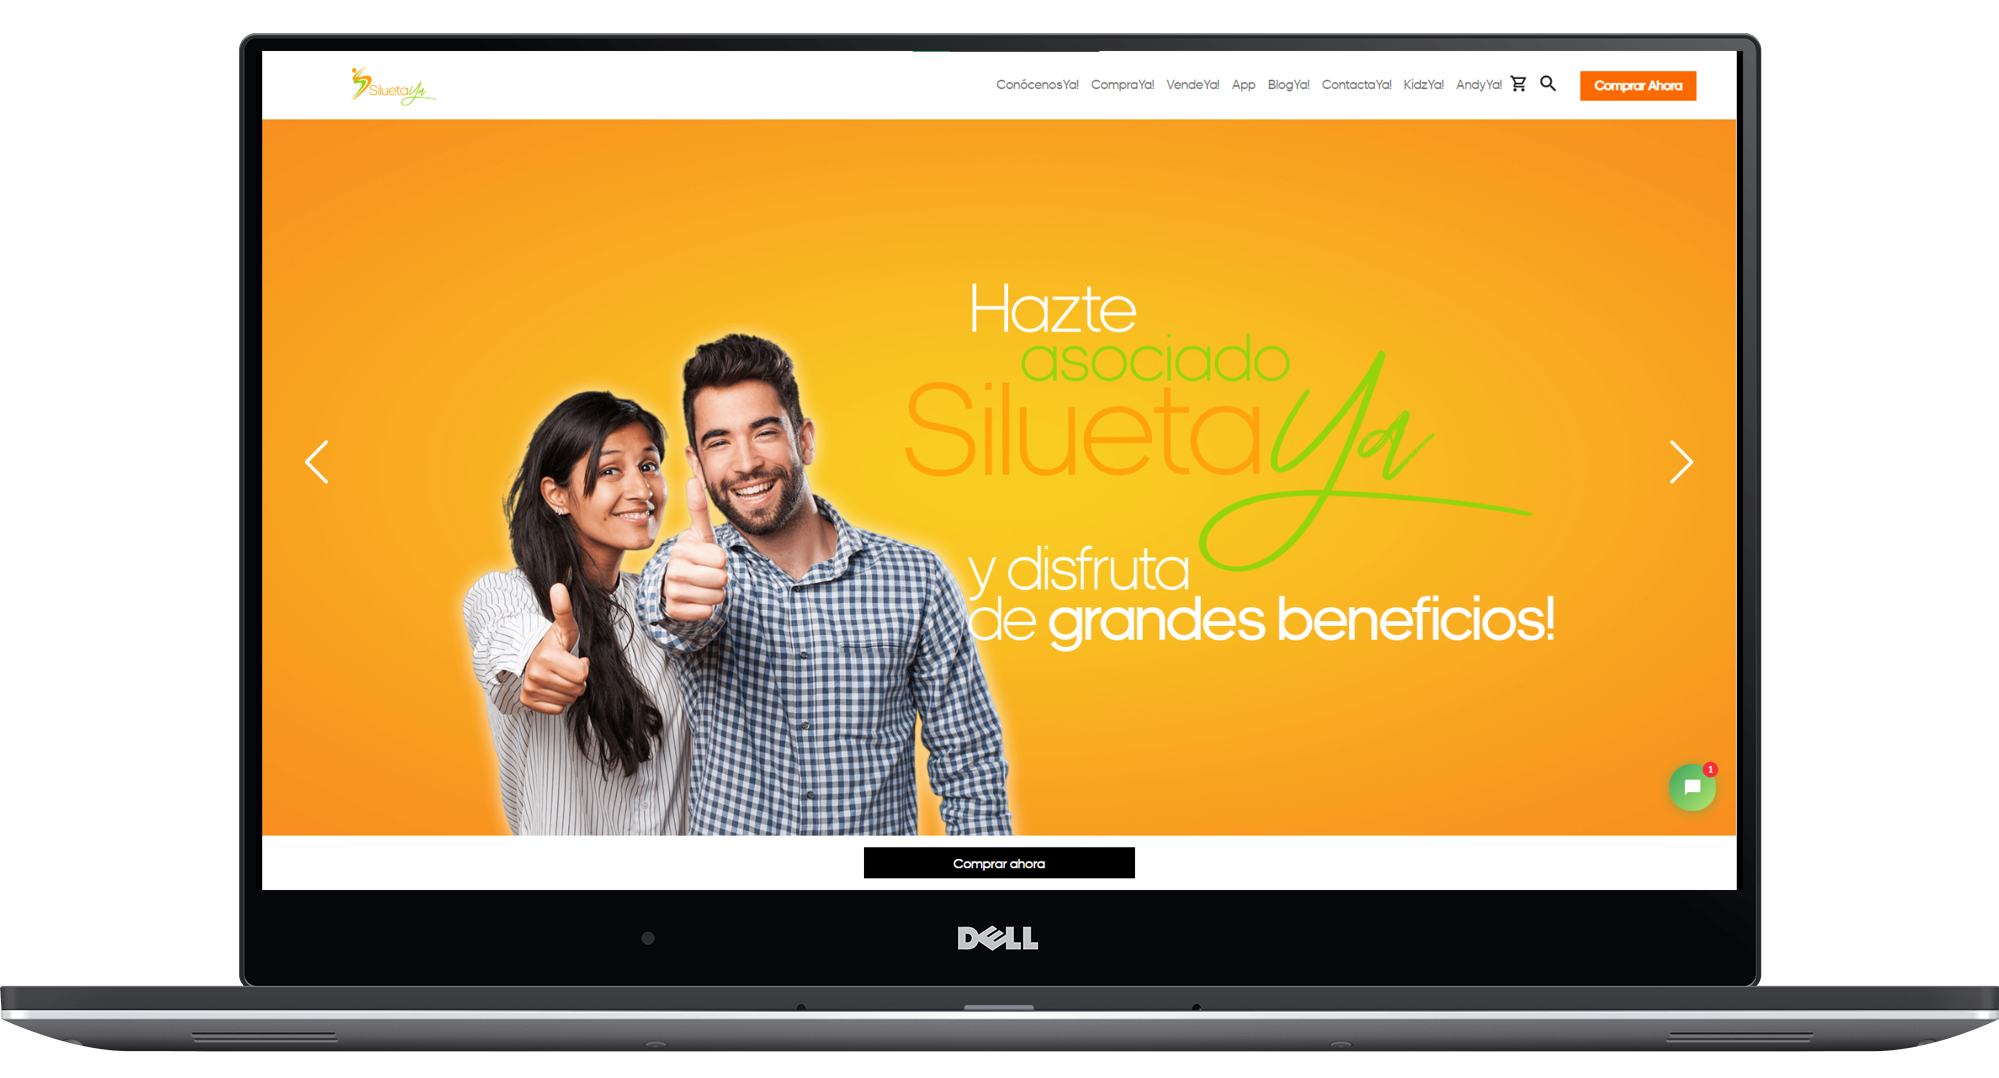 SiluetaYa
ConócenosYa! CompraYa! VendeYa! App BlogYa! ContactaYa! KidzYa! AndyYa!
Comprar Ahora
Hazte
asociado
SiluetaYa
y disfruta
de grandes beneficios!
1
Comprar ahora
DELL